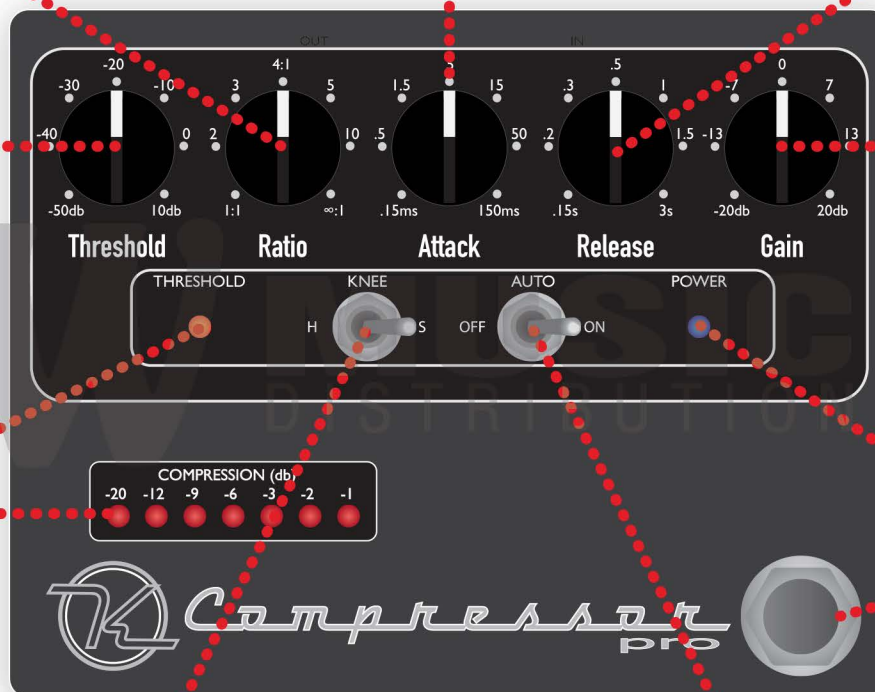 OUT IN
-20 4:1 5 .5 0
-30 -10 3 5 1.5 15 .3 1 -7 7
-40 0 2 10 .5 50 .2 1.5 -13 13
-50db 10db 1:1 ∞:1 .15ms 150ms .15s 3s -20db 20db
Threshold Ratio Attack Release Gain
THRESHOLD KNEE AUTO POWER
H S OFF ON
W MUSIC
DISTRIBUTION
COMPRESSION (db)
-20 -12 -9 -6 -3 -2 -1
K Compressor
pro